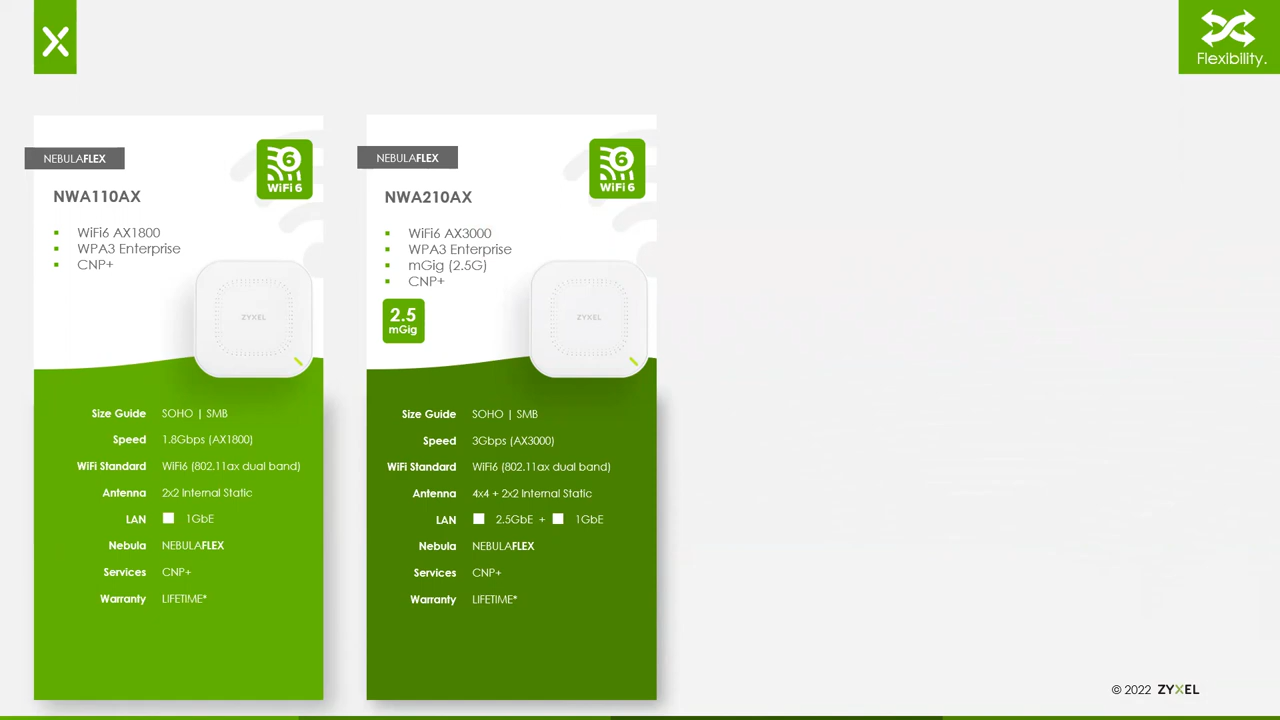 Flexibility.
NEBULAFLEX
6
WiFi 6
NWA110AX
WiFi6 AX1800
WPA3 Enterprise
CNP+
ZYXEL
Size Guide SOHO | SMB
Speed 1.8Gbps (AX1800)
WiFi Standard WiFi6 (802.11ax dual band)
Antenna 2x2 Internal Static
LAN 1GbE
Nebula NEBULAFLEX
Services CNP+
Warranty LIFETIME*
NEBULAFLEX
6
WiFi 6
NWA210AX
WiFi6 AX3000
WPA3 Enterprise
mGig (2.5G)
CNP+
2.5
mGig
ZYXEL
Size Guide SOHO | SMB
Speed 3Gbps (AX3000)
WiFi Standard WiFi6 (802.11ax dual band)
Antenna 4x4 + 2x2 Internal Static
LAN 2.5GbE + 1GbE
Nebula NEBULAFLEX
Services CNP+
Warranty LIFETIME*
© 2022 ZYXEL